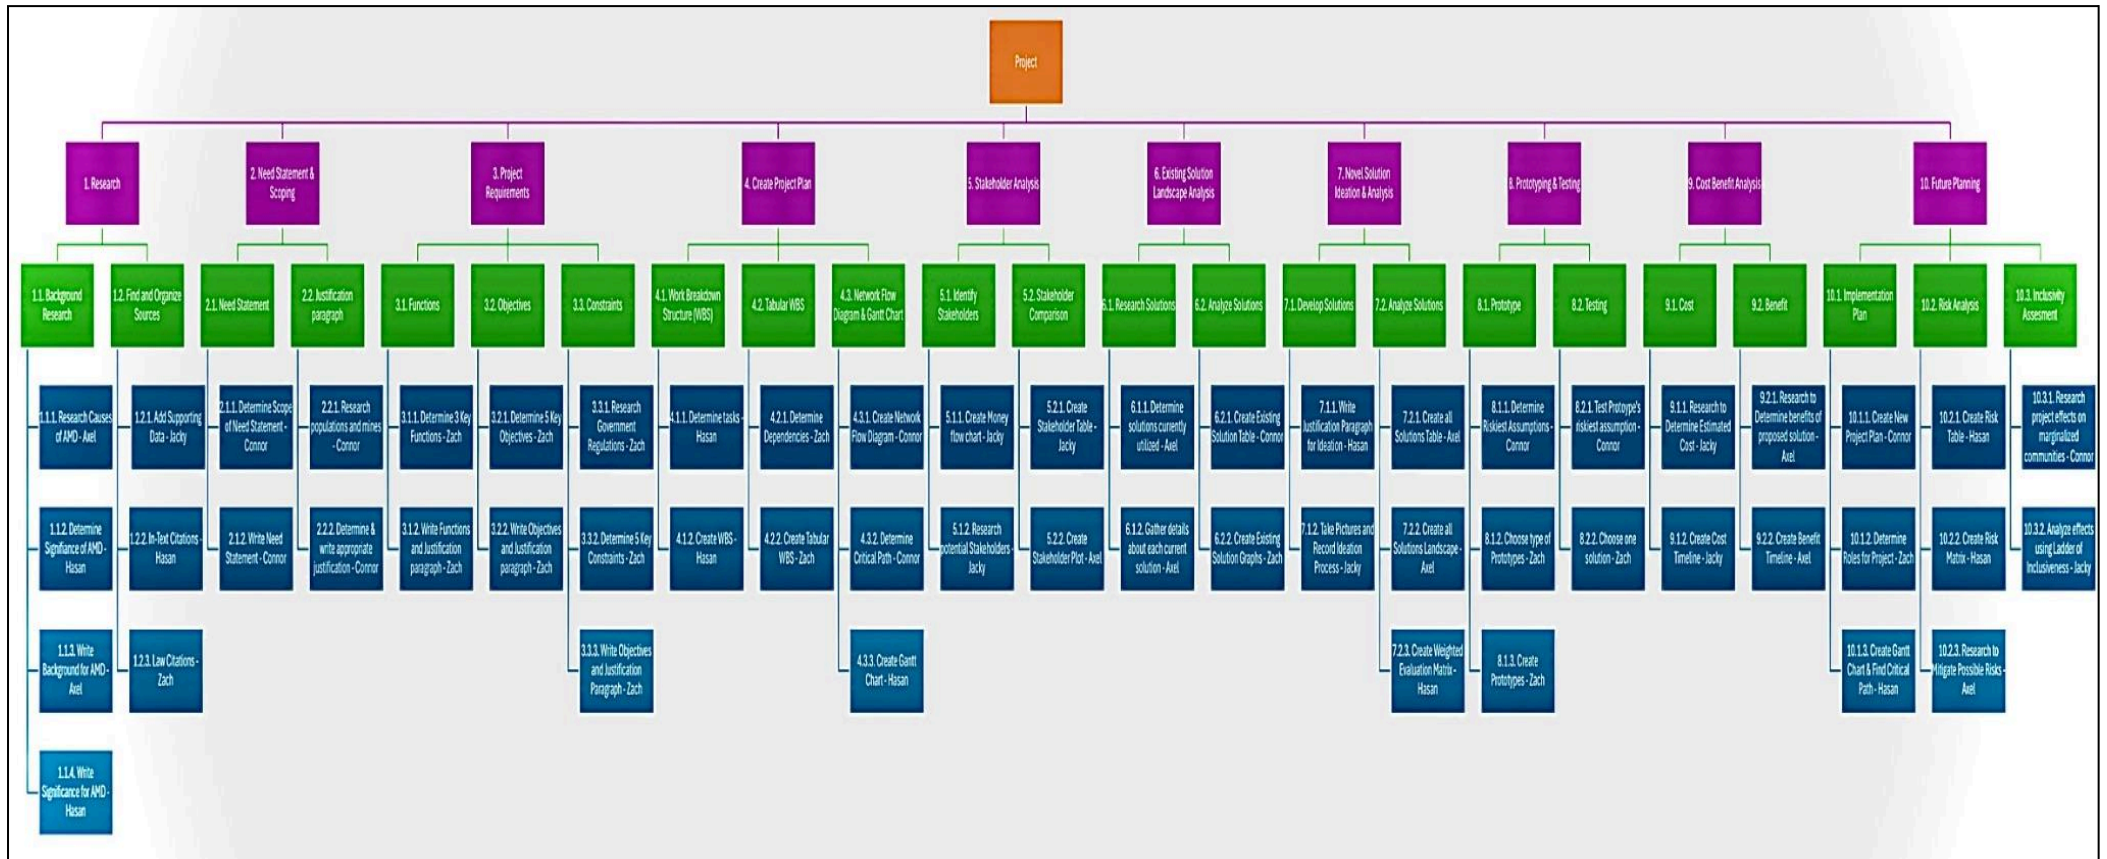 Project
1. Research
2. Need Statement &
Scoping
3. Project
Requirements
4. Create Project Plan
5. Stakeholder Analysis
6. Existing Solution
Landscape Analysis
7. Novel Solution
Ideation & Analysis
8. Prototyping & Testing
9. Cost Benefit Analysis
10. Future Planning
1.1. Background
Research
1.2. Find and Organize
Sources
2.1. Need Statement
2.2. Justification
paragraph
3.1. Functions
3.2. Objectives
3.3. Constraints
4.1. Work Breakdown
Structure (WBS)
4.2. Tabular WBS
4.3. Network Flow
Diagram & Gantt Chart
5.1. Identify
Stakeholders
5.2. Stakeholder
Comparison
6.1. Research Solutions
6.2. Analyze Solutions
7.1. Develop Solutions
7.2. Analyze Solutions
8.1. Prototype
8.2. Testing
9.1. Cost
9.2. Benefit
10.1. Implementation
Plan
10.2. Risk Analysis
10.3. Inclusivity
Assesment
1.1.1. Research Causes
of AMD - Axel
1.2.1. Add Supporting
Data - Jacky
2.1.1. Determine Scope
of Need Statement -
Connor
2.2.1. Research
populations and mines -
Connor
3.1.1. Determine 3 Key
Functions - Zach
3.2.1. Determine 5 Key
Objectives - Zach
3.3.1. Research
Government
Regulations - Zach
4.1.1. Determine tasks -
Hasan
4.2.1. Determine
Dependencies - Zach
4.3.1. Create Network
Flow Diagram - Connor
5.1.1. Create Money
flow chart - Jacky
5.2.1. Create
Stakeholder Table -
Jacky
6.1.1. Determine
solutions currently
utilized - Axel
6.2.1. Create Existing
Solution Table - Connor
7.1.1. Write
Justification Paragraph
for Ideation - Hasan
7.2.1. Create all
Solutions Table - Axel
8.1.1. Determine
Riskiest Assumptions -
Connor
8.2.1. Test Protoype's
riskiest assumption -
Connor
9.1.1. Research to
Determine Estimated
Cost - Jacky
9.2.1. Research to
Determine benefits of
proposed solution -
Axel
10.1.1. Create New
Project Plan - Connor
10.2.1. Create Risk
Table - Hasan
10.3.1. Research
project effects on
marginalized
communities - Connor
1.1.2. Determine
Signifiance of AMD -
Hasan
1.2.2. In-Text Citations -
Hasan
2.1.2. Write Need
Statement - Connor
2.2.2. Determine &
write appropriate
justification - Connor
3.1.2. Write Functions
and Justification
paragraph - Zach
3.2.2. Write Objectives
and Justification
paragraph - Zach
3.3.2. Determine 5 Key
Constraints - Zach
4.1.2. Create WBS -
Hasan
4.2.2. Create Tabular
WBS - Zach
4.3.2. Determine
Critical Path - Connor
5.1.2. Research
potential Stakeholders -
Jacky
5.2.2. Create
Stakeholder Plot - Axel
6.1.2. Gather details
about each current
solution - Axel
6.2.2. Create Existing
Solution Graphs - Zach
7.1.2. Take Pictures and
Record Ideation
Process - Jacky
7.2.2. Create all
Solutions Landscape -
Axel
8.1.2. Choose type of
Prototypes - Zach
8.2.2. Choose one
solution - Zach
9.1.2. Create Cost
Timeline - Jacky
9.2.2. Create Benefit
Timeline - Axel
10.1.2. Determine
Roles for Project - Zach
10.2.2. Create Risk
Matrix - Hasan
10.3.2. Analyze effects
using Ladder of
Inclusiveness - Jacky
1.1.3. Write
Background for AMD -
Axel
1.2.3. Law Citations -
Zach
3.3.3. Write Objectives
and Justification
Paragraph - Zach
4.3.3. Create Gantt
Chart - Hasan
7.2.3. Create Weighted
Evaluation Matrix -
Hasan
8.1.3. Create
Prototypes - Zach
10.1.3. Create Gantt
Chart & Find Critical
Path - Hasan
10.2.3. Research to
Mitigate Possible Risks -
Axel
1.1.4. Write
Significance for AMD -
Hasan